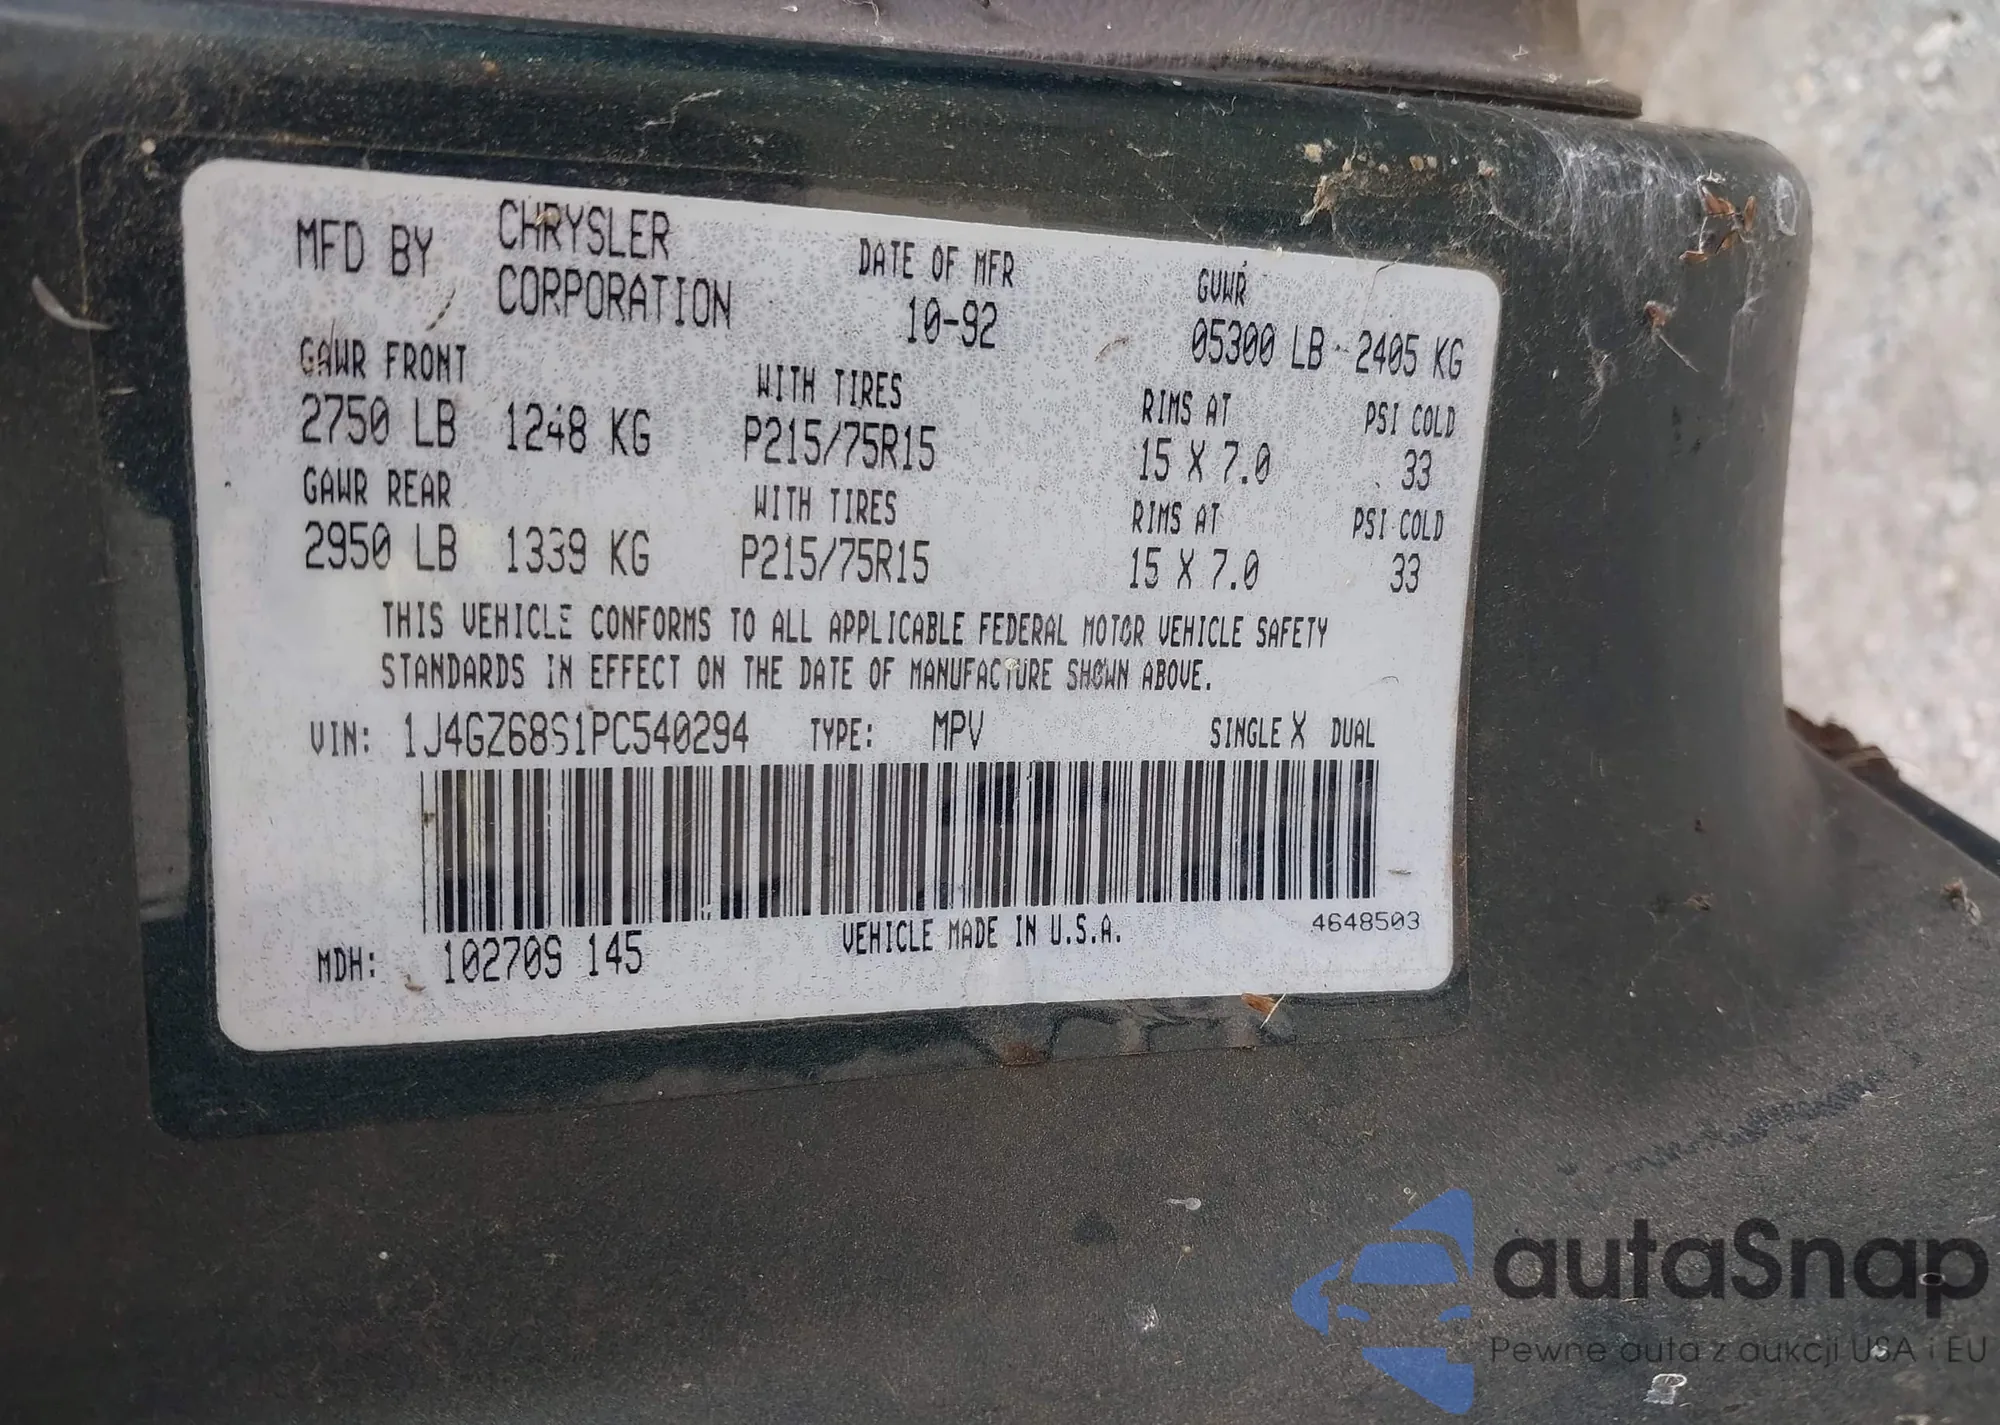 MFD BY CHRYSLER CORPORATION
DATE OF MFR 10-92
GVWR 05300 LB - 2405 KG
GAWR FRONT WITH TIRES RIMS AT PSI COLD
2750 LB 1248 KG P215/75R15 15 X 7.0 33
GAWR REAR WITH TIRES RIMS AT PSI COLD
2950 LB 1339 KG P215/75R15 15 X 7.0 33
THIS VEHICLE CONFORMS TO ALL APPLICABLE FEDERAL MOTOR VEHICLE SAFETY
STANDARDS IN EFFECT ON THE DATE OF MANUFACTURE SHOWN ABOVE.
VIN: 1J4GZ68S1PC540294 TYPE: MPV SINGLE X DUAL
MDH: 102709 145 VEHICLE MADE IN U.S.A. 4648503
autaSnap
Pewne auta z aukcji USA i EU